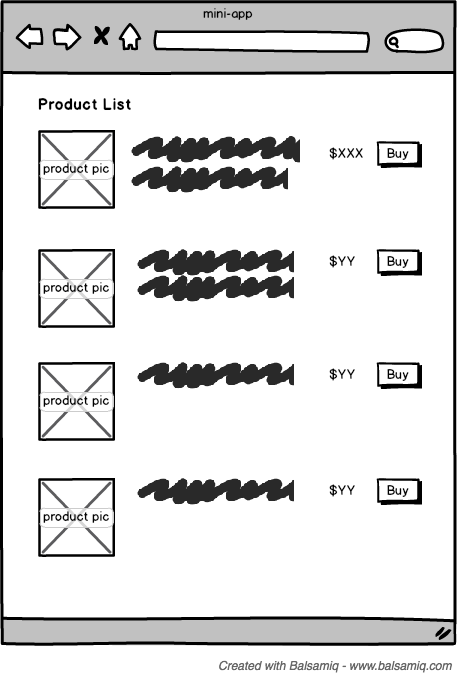 mini-app
Product List
product pic
$XXX
Buy
product pic
$YY
Buy
product pic
$YY
Buy
product pic
$YY
Buy
Created with Balsamiq - www.balsamiq.com